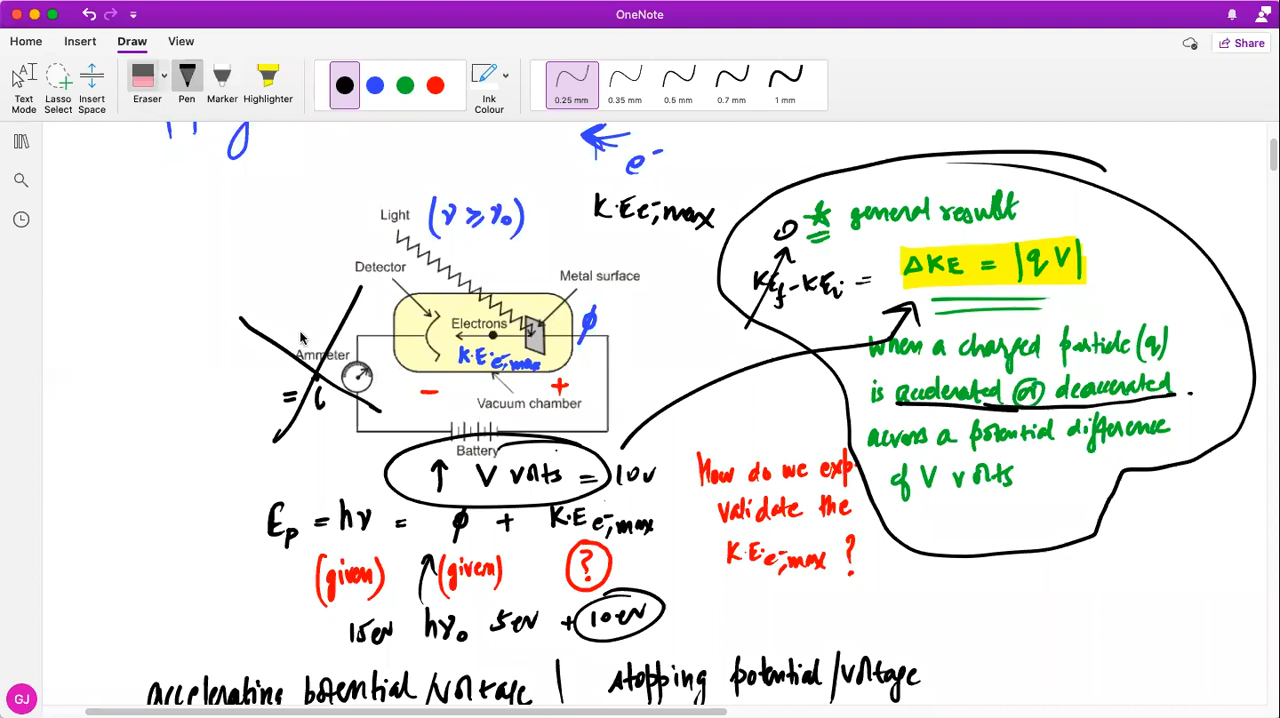 OneNote
Home Insert Draw View
Share
Text Mode
Lasso Select
Insert Space
Eraser
Pen
Marker
Highlighter
Ink Colour
0.25 mm
0.35 mm
0.5 mm
0.7 mm
1 mm
e⁻
K.E e⁻,max
Light
(ν ≥ ν₀)
Detector
Metal surface
Electrons
φ
K.E. e⁻,max
Ammeter
= i
− +
Vacuum chamber
Battery
↑ V volts = 10v
Ep = hν = φ + K.E e⁻,max
(given) (given) ?
15ev hν₀ 5ev + 10ev
accelerating potential /voltage | stopping potential /voltage
How do we exp
validate the
K.E. e⁻,max ?
☆ general result
0
KEf - KEi = ΔKE = |qV|
When a charged particle (q)
is accelerated or deaccerated .
across a potential difference
of V volts
GJ